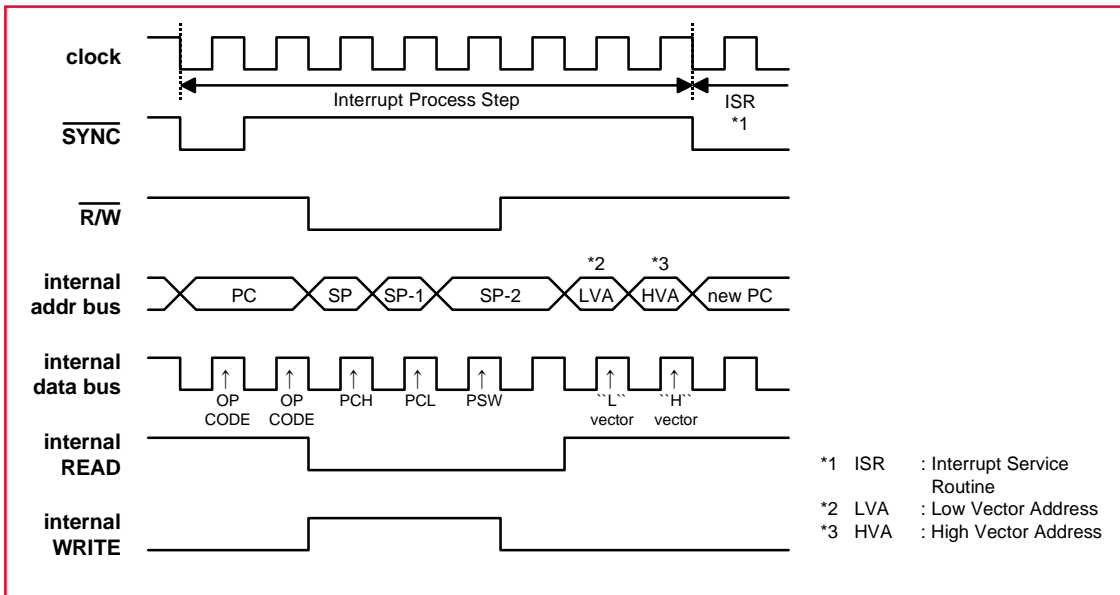 clock
Interrupt Process Step
ISR
*1
SYNC
R/W
*2
*3
internal
addr bus
PC
SP
SP-1
SP-2
LVA
HVA
new PC
internal
data bus
↑ ↑ ↑ ↑ ↑ ↑ ↑
OP
CODE
OP
CODE
PCH
PCL
PSW
``L``
vector
``H``
vector
internal
READ
internal
WRITE
*1 ISR : Interrupt Service
Routine
*2 LVA : Low Vector Address
*3 HVA : High Vector Address